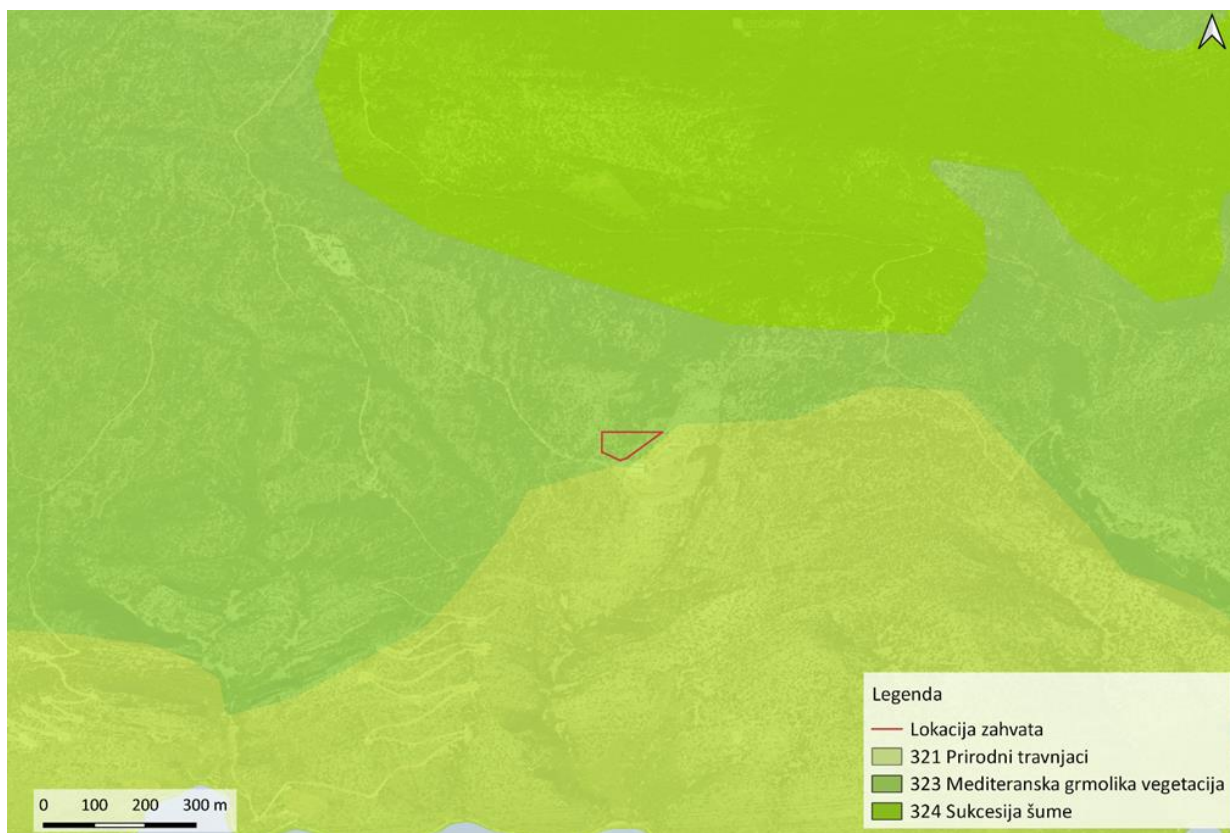 Legenda
Lokacija zahvata
321 Prirodni travnjaci
323 Mediteranska grmolika vegetacija
324 Sukcesija šume
0 100 200 300 m